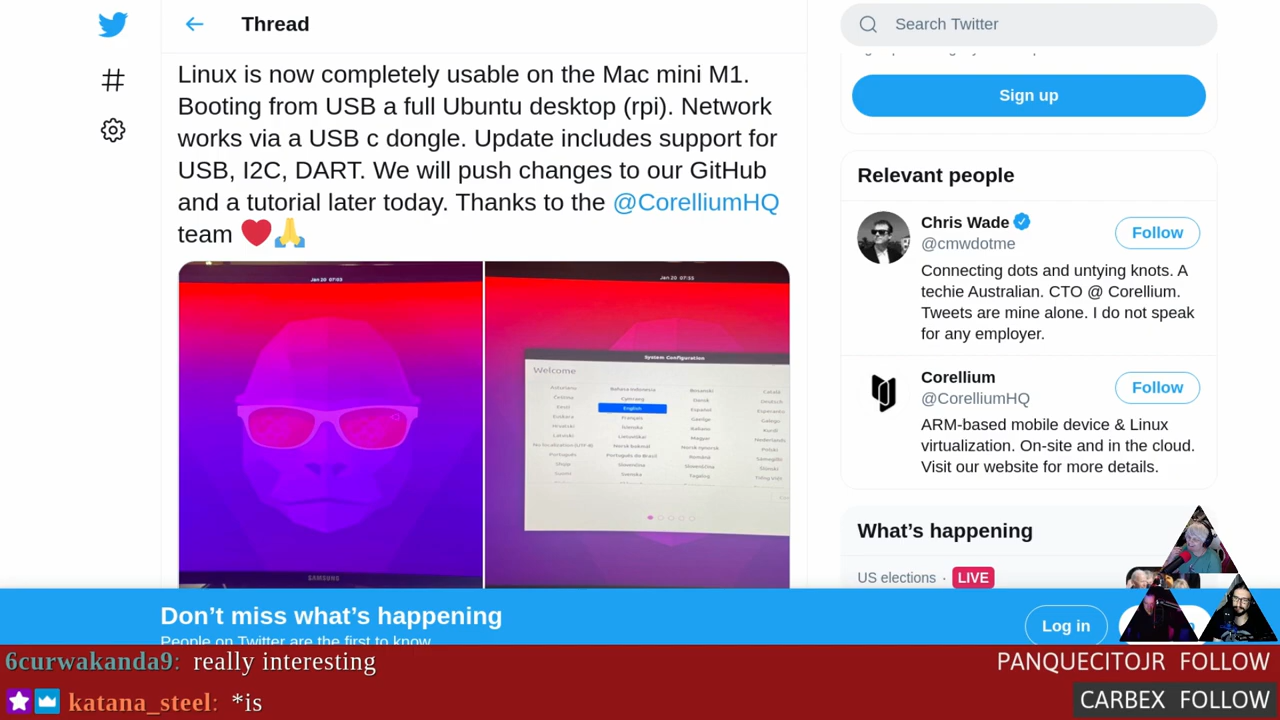 Thread
Linux is now completely usable on the Mac mini M1.
Booting from USB a full Ubuntu desktop (rpi). Network
works via a USB c dongle. Update includes support for
USB, I2C, DART. We will push changes to our GitHub
and a tutorial later today. Thanks to the @CorelliumHQ
team
Jan 20 07:53
System Configuration
Welcome
English
SAMSUNG
Search Twitter
Sign up
Relevant people
Chris Wade
@cmwdotme
Follow
Connecting dots and untying knots. A
techie Australian. CTO @ Corellium.
Tweets are mine alone. I do not speak
for any employer.
Corellium
@CorelliumHQ
Follow
ARM-based mobile device & Linux
virtualization. On-site and in the cloud.
Visit our website for more details.
What's happening
US elections · LIVE
Don't miss what's happening
People on Twitter are the first to know.
Log in
6curwakanda9: really interesting
katana_steel: *is
PANQUECITOJR FOLLOW
CARBEX FOLLOW